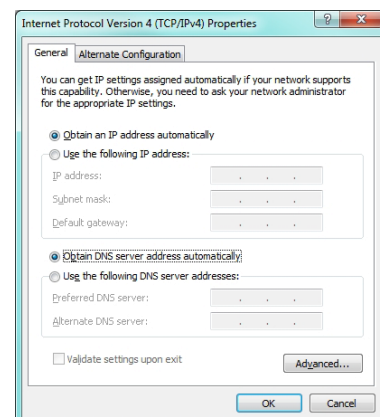 Internet Protocol Version 4 (TCP/IPv4) Properties
General
Alternate Configuration
You can get IP settings assigned automatically if your network supports
this capability. Otherwise, you need to ask your network administrator
for the appropriate IP settings.
Obtain an IP address automatically
Use the following IP address:
IP address:
Subnet mask:
Default gateway:
Obtain DNS server address automatically
Use the following DNS server addresses:
Preferred DNS server:
Alternate DNS server:
Validate settings upon exit
Advanced...
OK
Cancel